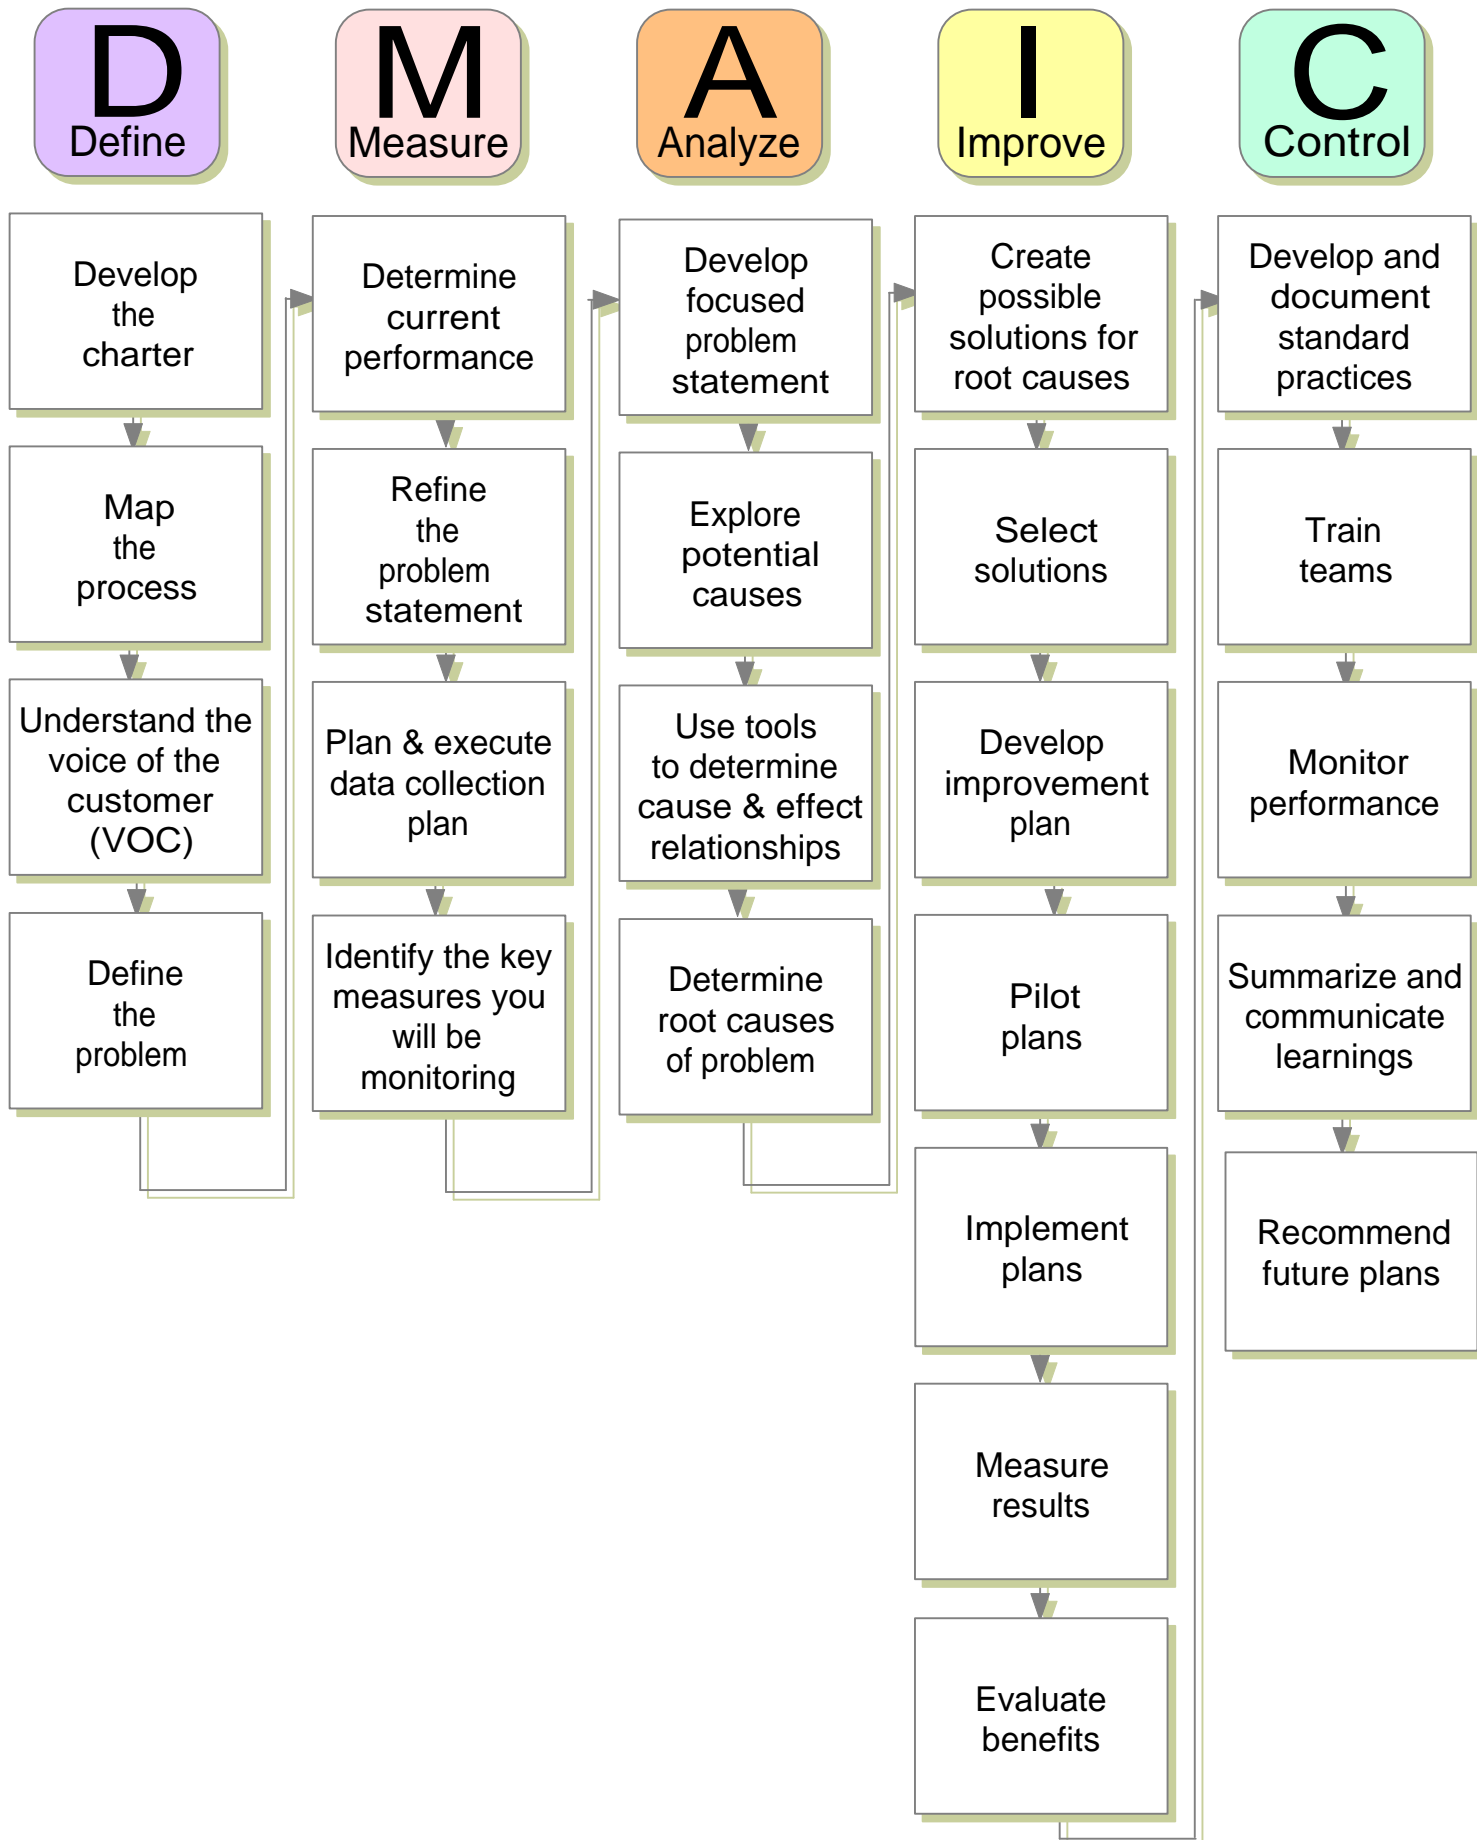 D
Define
M
Measure
A
Analyze
I
Improve
C
Control
Develop
the
charter
Map
the
process
Understand the
voice of the
customer
(VOC)
Define
the
problem
Determine
current
performance
Refine
the
problem
statement
Plan & execute
data collection
plan
Identify the key
measures you
will be
monitoring
Develop
focused
problem
statement
Explore
potential
causes
Use tools
to determine
cause & effect
relationships
Determine
root causes
of problem
Create
possible
solutions for
root causes
Select
solutions
Develop
improvement
plan
Pilot
plans
Implement
plans
Measure
results
Evaluate
benefits
Develop and
document
standard
practices
Train
teams
Monitor
performance
Summarize and
communicate
learnings
Recommend
future plans